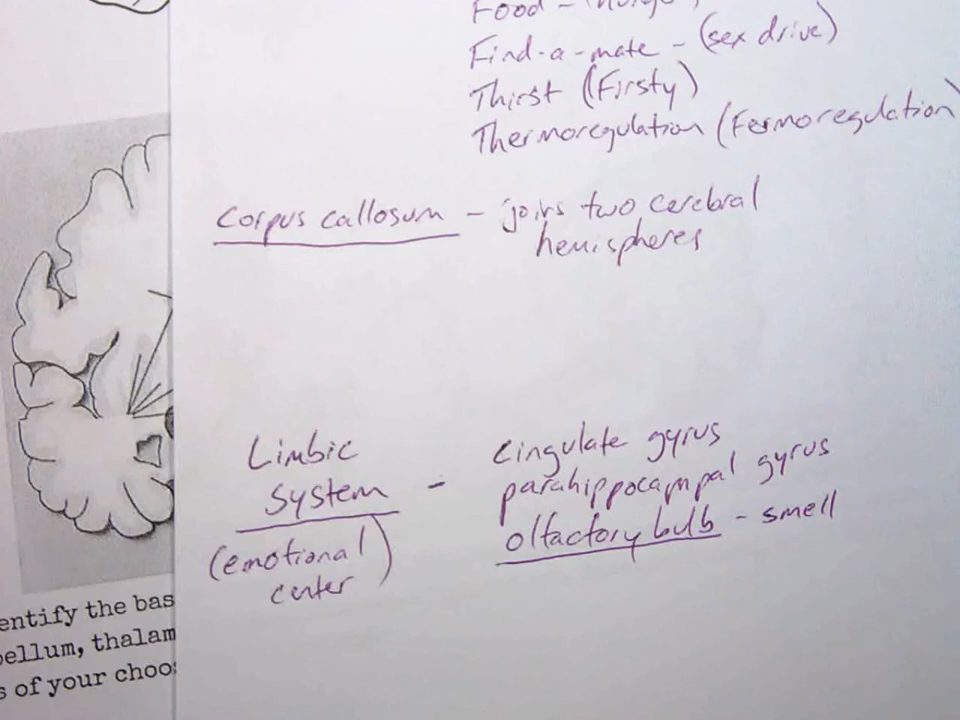 Food -
Find-a-mate - (sex drive)
Thirst (Firsty)
Thermoregulation (Fermoregulation)
Corpus callosum - joins two cerebral
hemispheres
Limbic
System -
(emotional
center)
cingulate gyrus
parahippocampal gyrus
olfactory bulb - smell
entify the bas
bellum, thalam
s of your choo